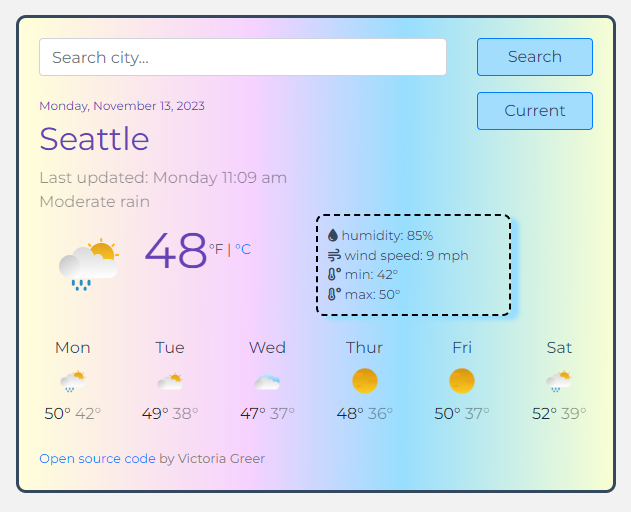 Search city...
Search
Monday, November 13, 2023
Current
Seattle
Last updated: Monday 11:09 am
Moderate rain
48 °F | °C
humidity: 85%
wind speed: 9 mph
min: 42°
max: 50°
Mon Tue Wed Thur Fri Sat
50° 42° 49° 38° 47° 37° 48° 36° 50° 37° 52° 39°
Open source code by Victoria Greer